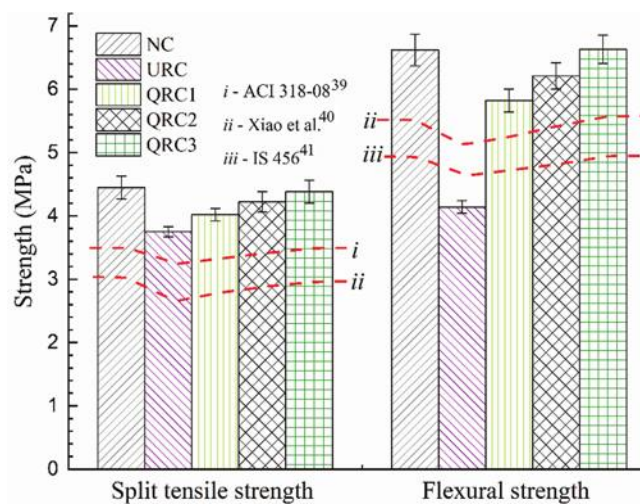 7
6
5
4
3
2
1
0
Strength (MPa)
NC
URC
QRC1
QRC2
QRC3
i - ACI 318-08³⁹
ii - Xiao et al.⁴⁰
iii - IS 456⁴¹
i
ii
ii
iii
Split tensile strength
Flexural strength